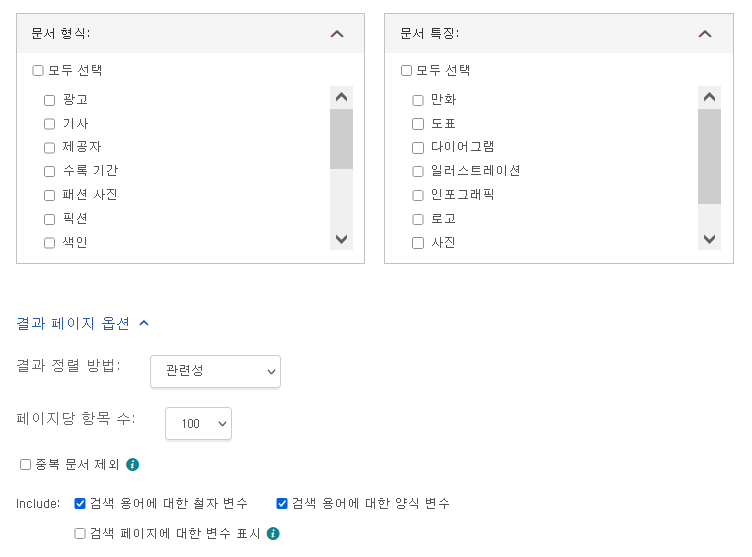 문서 형식:
모두 선택
광고
기사
제공자
수록 기간
패션 사진
픽션
색인
문서 특징:
모두 선택
만화
도표
다이어그램
일러스트레이션
인포그래픽
로고
사진
결과 페이지 옵션
결과 정렬 방법: 관련성
페이지당 항목 수: 100
중복 문서 제외
Include: 검색 용어에 대한 철자 변수 검색 용어에 대한 양식 변수
검색 페이지에 대한 변수 표시